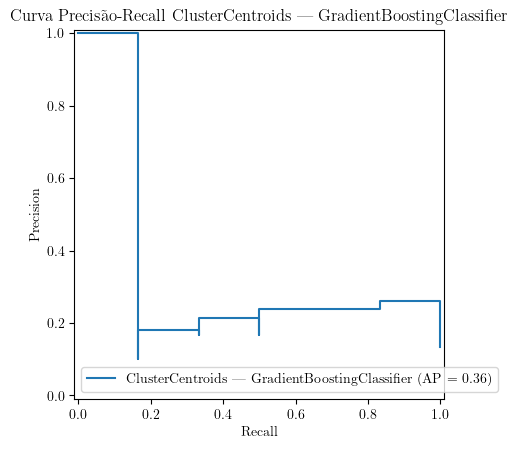 Curva Precisão-Recall ClusterCentroids — GradientBoostingClassifier
1.0
0.8
0.6
0.4
0.2
0.0
Precision
ClusterCentroids — GradientBoostingClassifier (AP = 0.36)
0.0 0.2 0.4 0.6 0.8 1.0
Recall